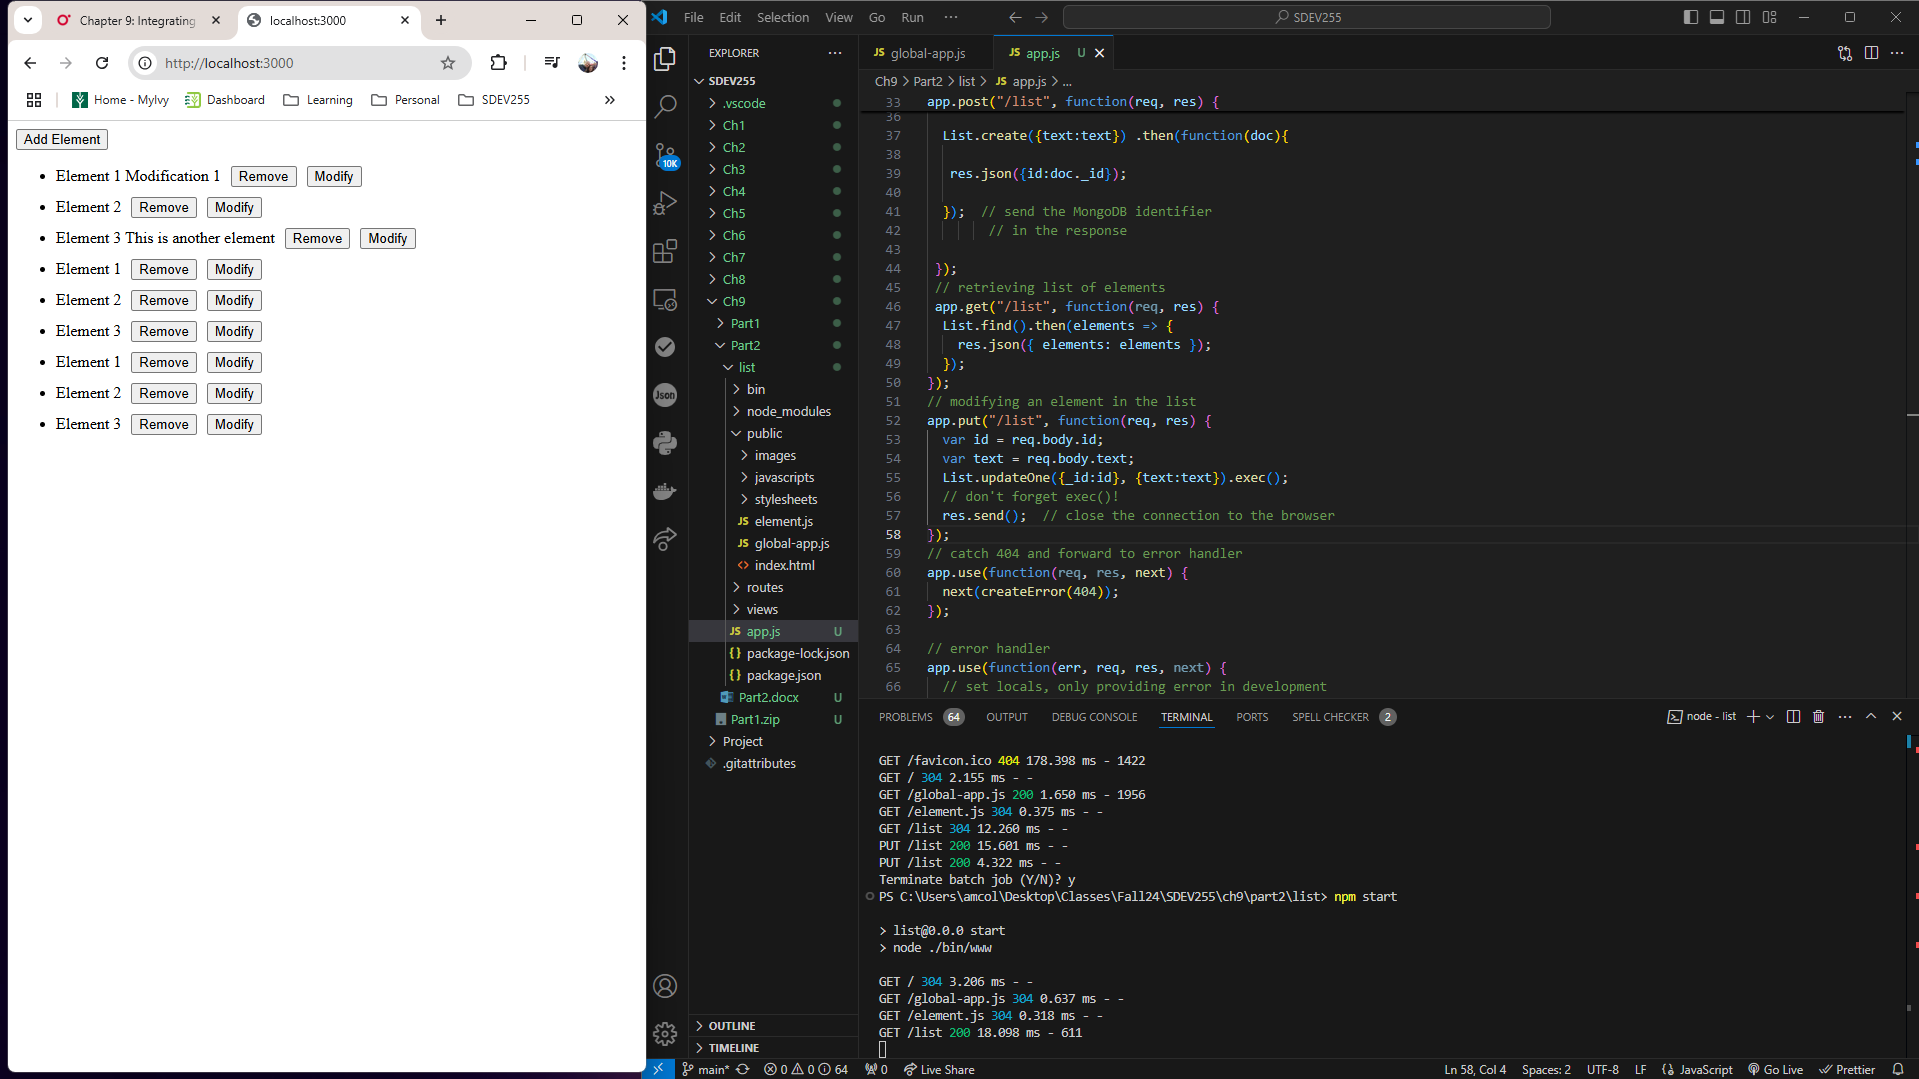 Chapter 9: Integrating
localhost:3000
http://localhost:3000
Home - MyIvy
Dashboard
Learning
Personal
SDEV255
Add Element
Element 1 Modification 1 Remove Modify
Element 2 Remove Modify
Element 3 This is another element Remove Modify
Element 1 Remove Modify
Element 2 Remove Modify
Element 3 Remove Modify
Element 1 Remove Modify
Element 2 Remove Modify
Element 3 Remove Modify
File Edit Selection View Go Run ...
SDEV255
10K
Json
EXPLORER
SDEV255
.vscode
Ch1
Ch2
Ch3
Ch4
Ch5
Ch6
Ch7
Ch8
Ch9
Part1
Part2
list
bin
node_modules
public
images
javascripts
stylesheets
JS element.js
JS global-app.js
<> index.html
routes
views
JS app.js U
{} package-lock.json
{} package.json
Part2.docx U
Part1.zip U
Project
.gitattributes
OUTLINE
TIMELINE
JS global-app.js
JS app.js U
Ch9 > Part2 > list > JS app.js > ...
33 app.post("/list", function(req, res) {
36
37 List.create({text:text}) .then(function(doc){
38
39 res.json({id:doc._id});
40
41 });  // send the MongoDB identifier
42 // in the response
43
44 });
45 // retrieving list of elements
46 app.get("/list", function(req, res) {
47 List.find().then(elements => {
48 res.json({ elements: elements });
49 });
50 });
51 // modifying an element in the list
52 app.put("/list", function(req, res) {
53 var id = req.body.id;
54 var text = req.body.text;
55 List.updateOne({_id:id}, {text:text}).exec();
56 // don't forget exec()!
57 res.send();  // close the connection to the browser
58 });
59 // catch 404 and forward to error handler
60 app.use(function(req, res, next) {
61 next(createError(404));
62 });
63
64 // error handler
65 app.use(function(err, req, res, next) {
66 // set locals, only providing error in development
PROBLEMS 64 OUTPUT DEBUG CONSOLE TERMINAL PORTS SPELL CHECKER 2
node - list
GET /favicon.ico 404 178.398 ms - 1422
GET / 304 2.155 ms - -
GET /global-app.js 200 1.650 ms - 1956
GET /element.js 304 0.375 ms - -
GET /list 304 12.260 ms - -
PUT /list 200 15.601 ms - -
PUT /list 200 4.322 ms - -
Terminate batch job (Y/N)? y
PS C:\Users\amcol\Desktop\Classes\Fall24\SDEV255\ch9\part2\list> npm start
> list@0.0.0 start
> node ./bin/www
GET / 304 3.206 ms - -
GET /global-app.js 304 0.637 ms - -
GET /element.js 304 0.318 ms - -
GET /list 200 18.098 ms - 611
main* 0 0 64 0 Live Share
Ln 58, Col 4 Spaces: 2 UTF-8 LF {} JavaScript Go Live Prettier